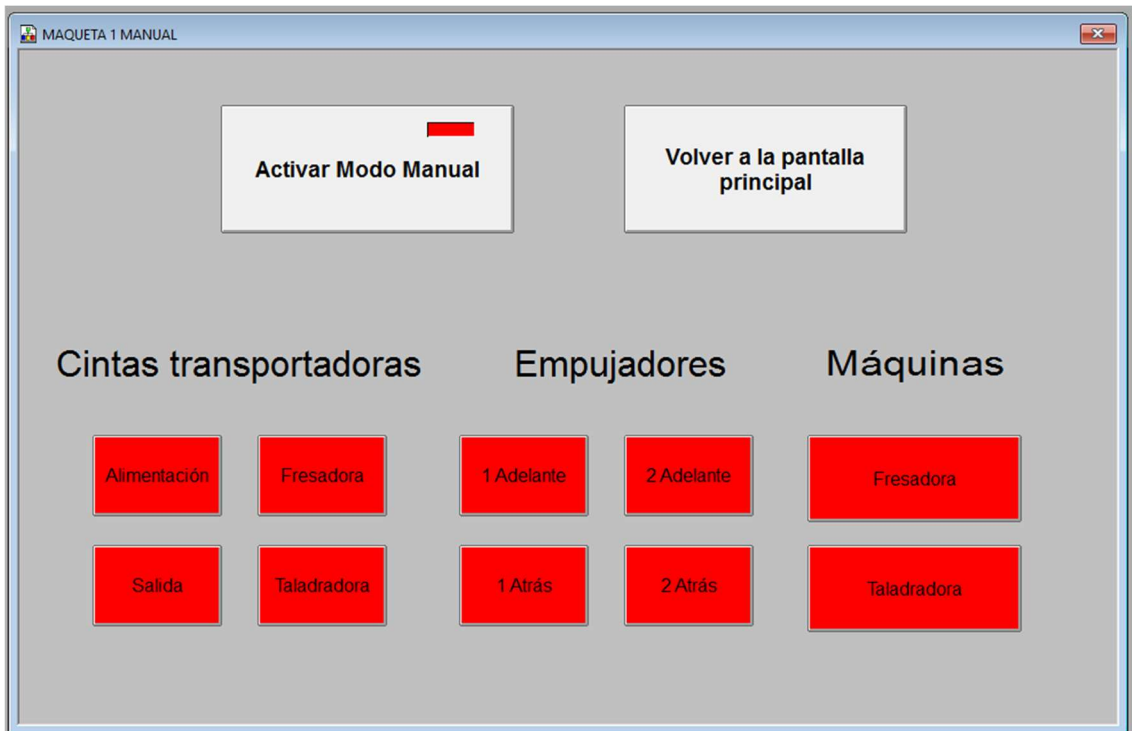 MAQUETA 1 MANUAL
Activar Modo Manual
Volver a la pantalla
principal
Cintas transportadoras
Empujadores
Máquinas
Alimentación
Fresadora
1 Adelante
2 Adelante
Fresadora
Salida
Taladradora
1 Atrás
2 Atrás
Taladradora